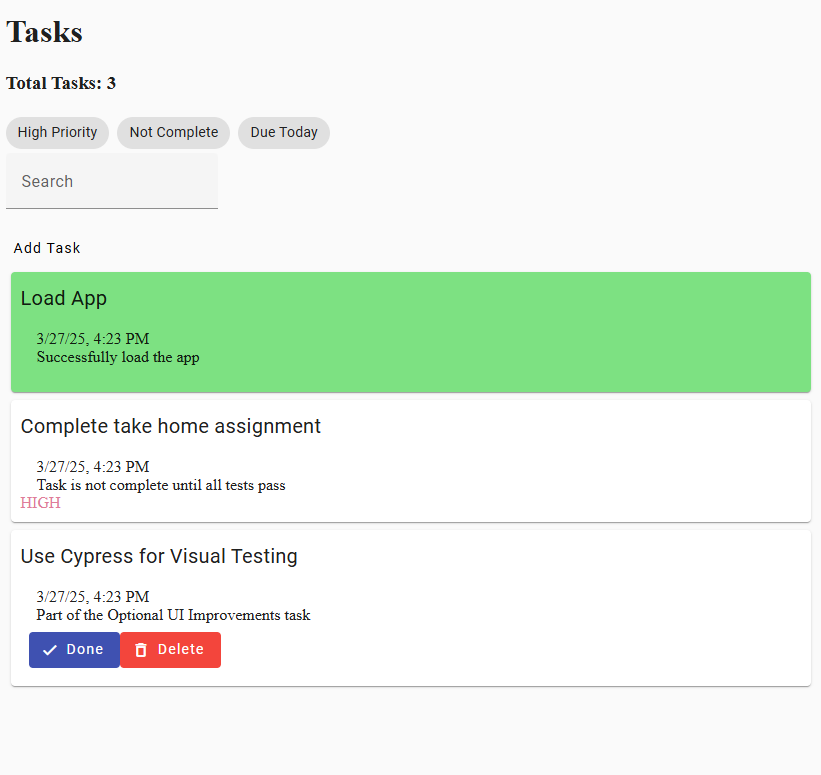 Tasks
Total Tasks: 3
High Priority Not Complete Due Today
Search
Add Task
Load App
3/27/25, 4:23 PM
Successfully load the app
Complete take home assignment
3/27/25, 4:23 PM
Task is not complete until all tests pass
HIGH
Use Cypress for Visual Testing
3/27/25, 4:23 PM
Part of the Optional UI Improvements task
Done Delete